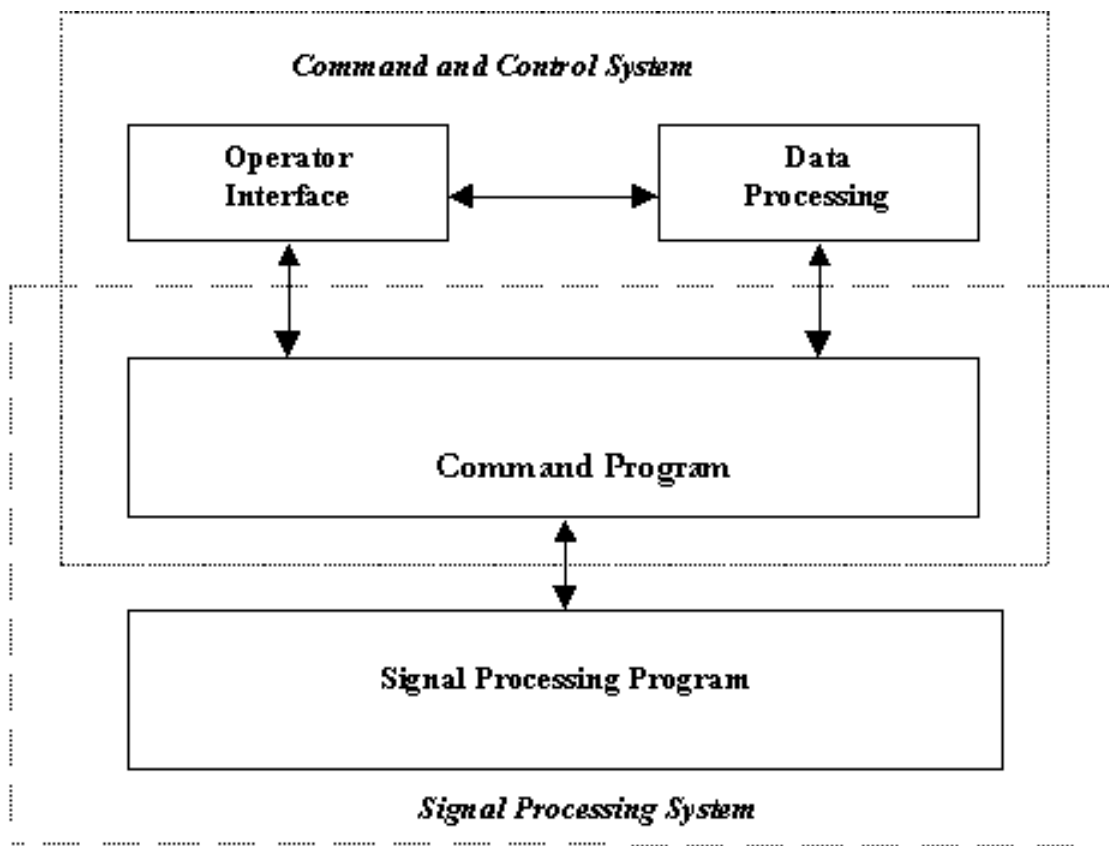 Command and Control System
Operator
Interface
Data
Processing
Command Program
Signal Processing Program
Signal Processing System